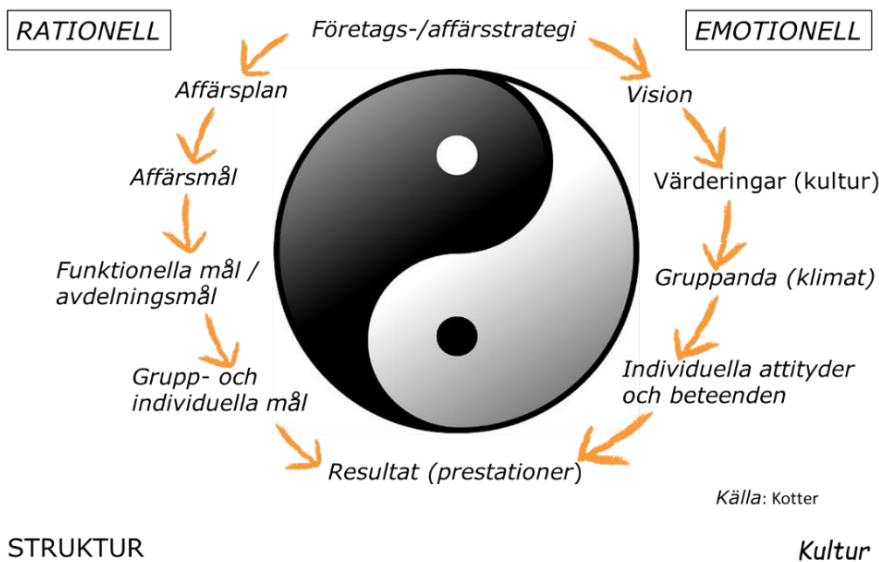 RATIONELL
Företags-/affärsstrategi
EMOTIONELL
Affärsplan
Vision
Affärsmål
Värderingar (kultur)
Funktionella mål /
avdelningsmål
Gruppanda (klimat)
Grupp- och
individuella mål
Individuella attityder
och beteenden
Resultat (prestationer)
Källa: Kotter
STRUKTUR
Kultur